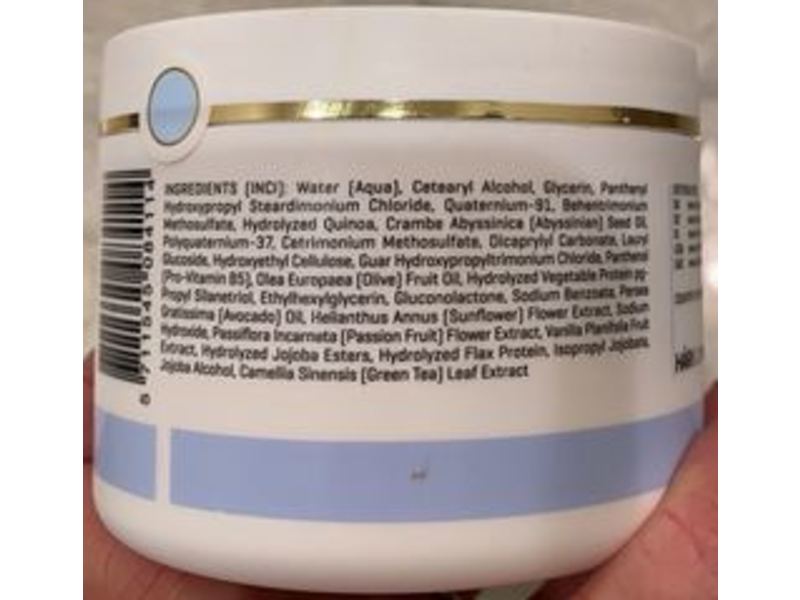 INGREDIENTS (INCI): Water (Aqua), Cetearyl Alcohol, Glycerin, Panthenyl
Hydroxypropyl Steardimonium Chloride, Quaternium-91, Behentrimonium
Methosulfate, Hydrolyzed Quinoa, Crambe Abyssinica (Abyssinian) Seed Oil,
Polyquaternium-37, Cetrimonium Methosulfate, Dicaprylyl Carbonate, Lauryl
Glucoside, Hydroxyethyl Cellulose, Guar Hydroxypropyltrimonium Chloride, Panthenol
(Pro-Vitamin B5), Olea Europaea (Olive) Fruit Oil, Hydrolyzed Vegetable Protein pg-
Propyl Silanetriol, Ethylhexylglycerin, Gluconolactone, Sodium Benzoate, Persea
Gratissima (Avocado) Oil, Helianthus Annus (Sunflower) Flower Extract, Sodium
Hydroxide, Passiflora Incarnata (Passion Fruit) Flower Extract, Vanilla Planifolia Fruit
Extract, Hydrolyzed Jojoba Esters, Hydrolyzed Flax Protein, Isopropyl Jojobate,
Jojoba Alcohol, Camellia Sinensis (Green Tea) Leaf Extract